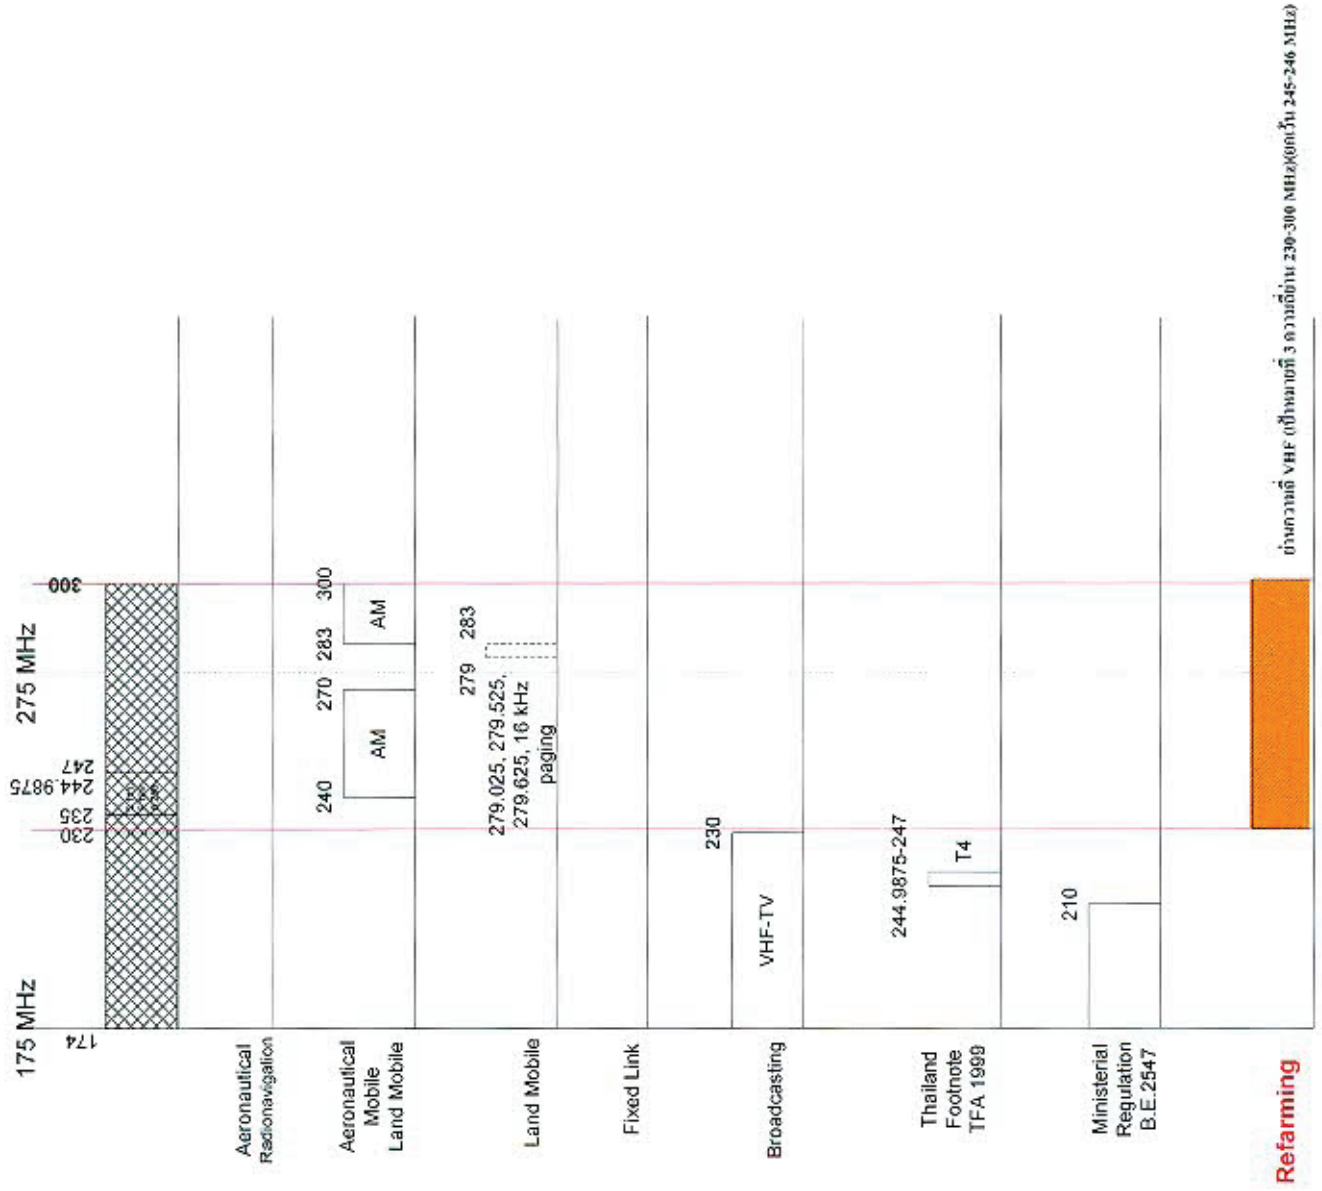 175 MHz
275 MHz
174
230
235
244.9875
247
300
Aeronautical
Radionavigation
Aeronautical
Mobile
Land Mobile
240
AM
270
283
AM
300
Land Mobile
279.025, 279.525,
279.625, 16 kHz
paging
279
283
Fixed Link
Broadcasting
VHF-TV
230
Thailand
Footnote
TFA 1999
244.9875-247
T4
Ministerial
Regulation
B.E.2547
210
Refarming
ย่านความถี่ VHF (เป้าหมายที่ 3 ความถี่ย่าน 230-300 MHz)(ยกเว้น 245-246 MHz)